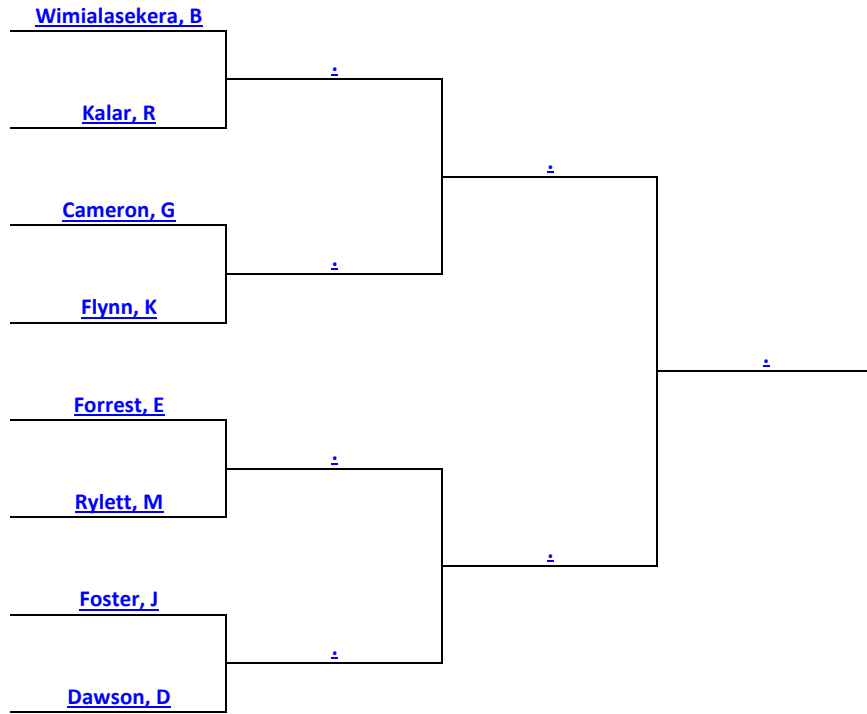 Wimialasekera, B
.
Kalar, R
.
Cameron, G
.
Flynn, K
.
Forrest, E
.
Rylett, M
.
Foster, J
.
Dawson, D